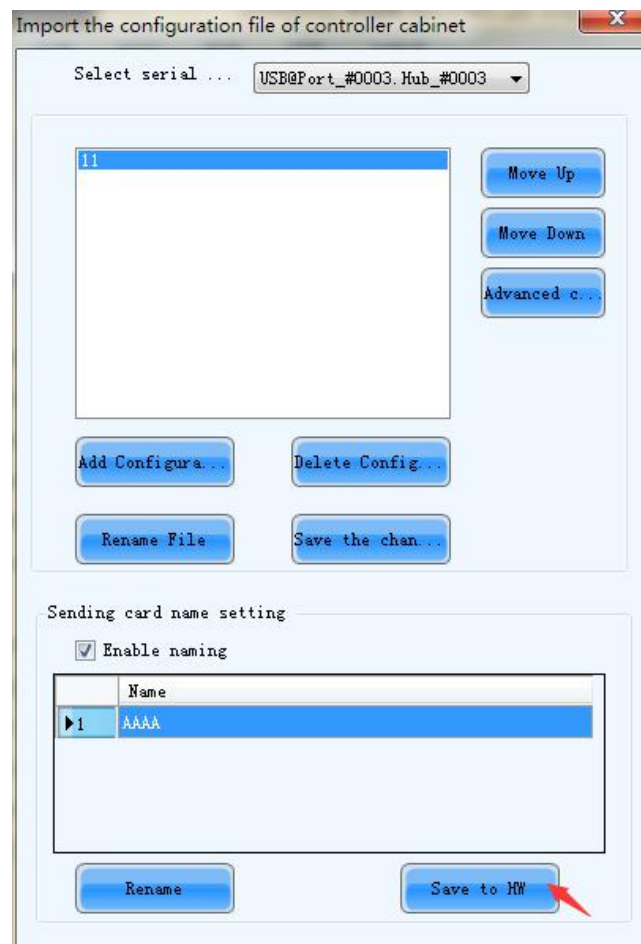 Import the configuration file of controller cabinet
Select serial ... USB@Port_#0003.Hub_#0003
11
Move Up
Move Down
Advanced c...
Add Configura... Delete Config...
Rename File Save the chan...
Sending card name setting
Enable naming
Name
1 AAAA
Rename Save to HW